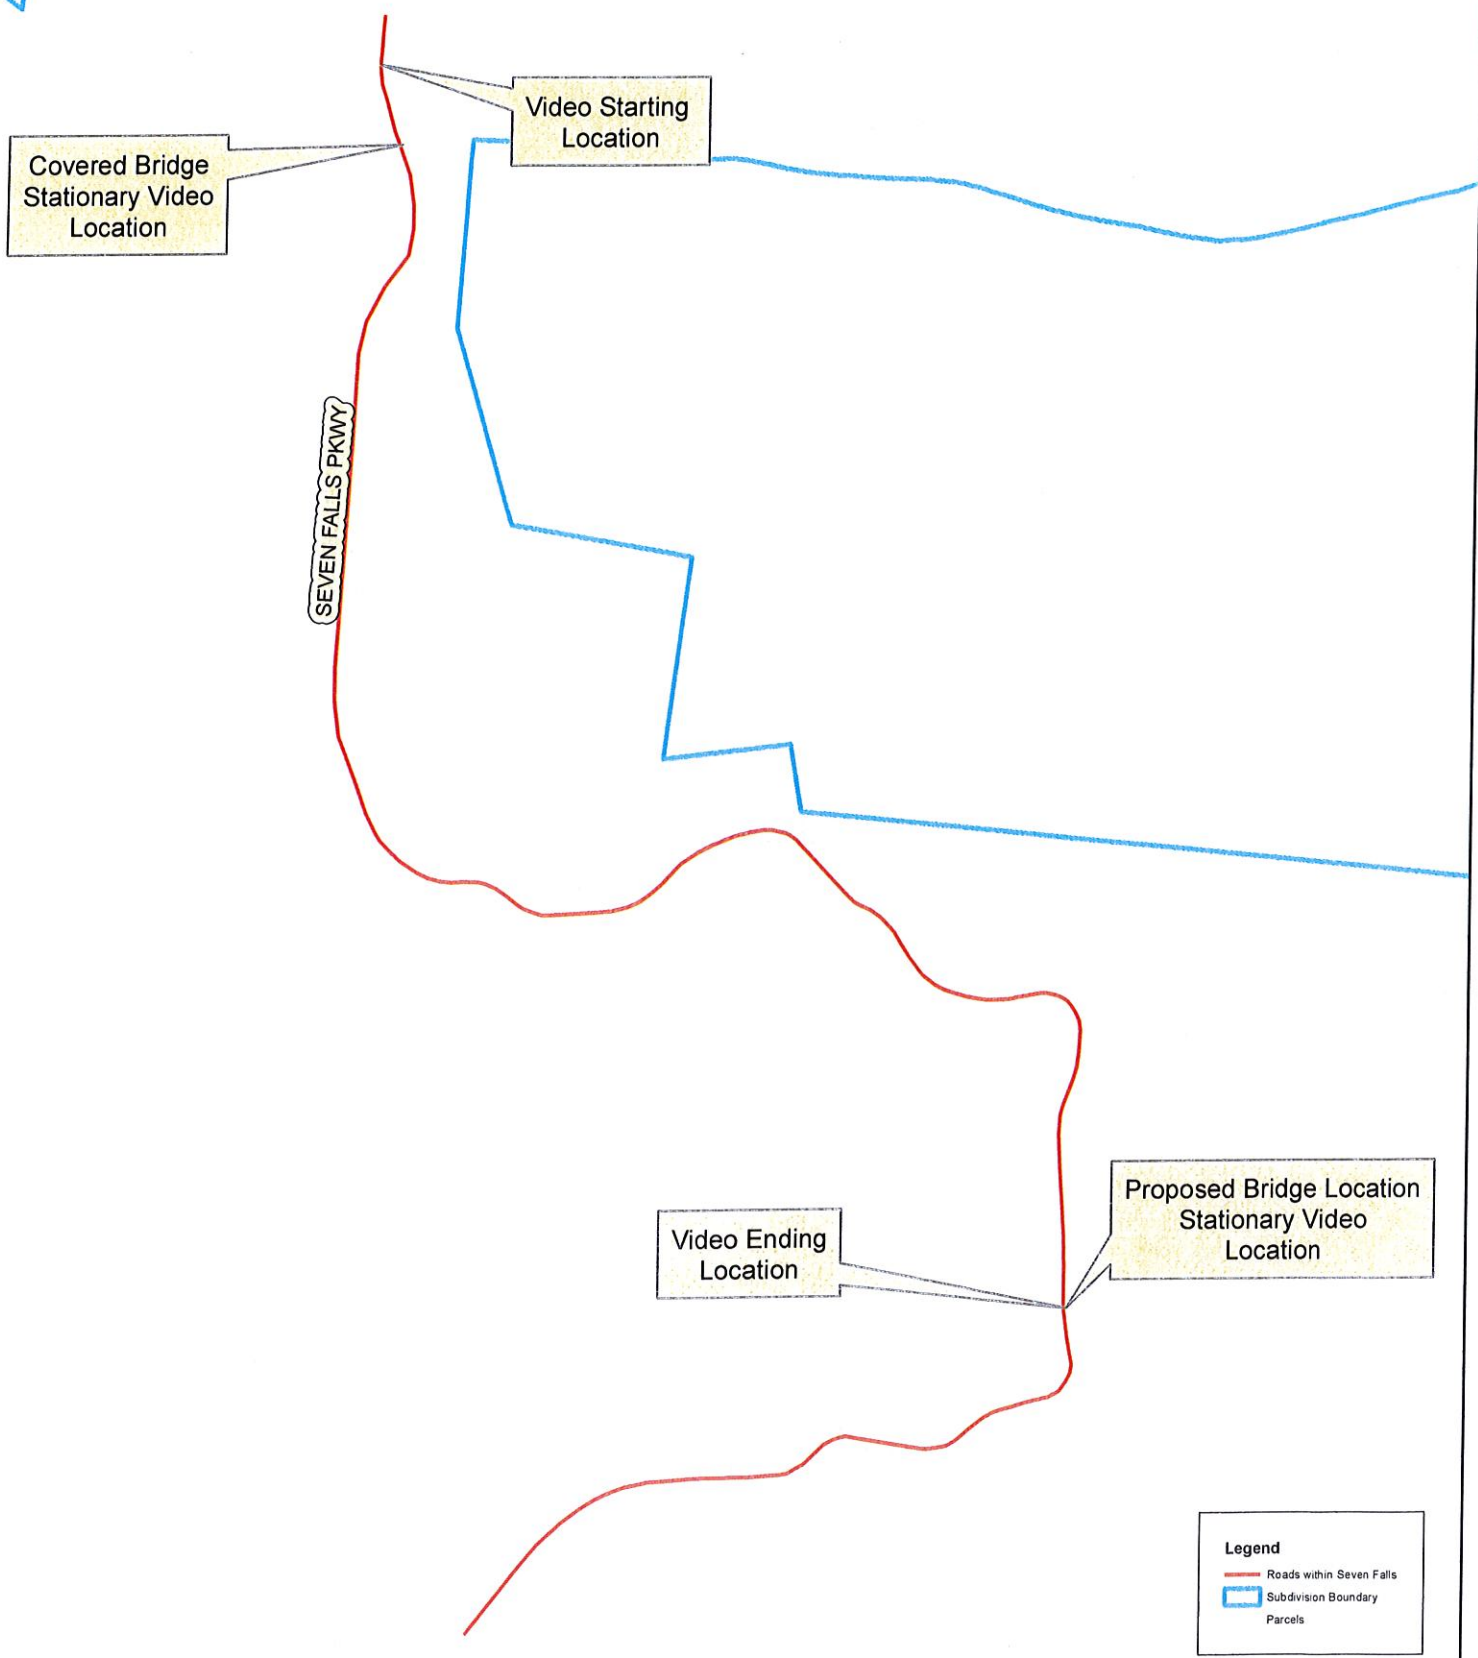 Video Starting
Location
Covered Bridge
Stationary Video
Location
SEVEN FALLS PKWY
Proposed Bridge Location
Stationary Video
Location
Video Ending
Location
Legend
Roads within Seven Falls
Subdivision Boundary
Parcels